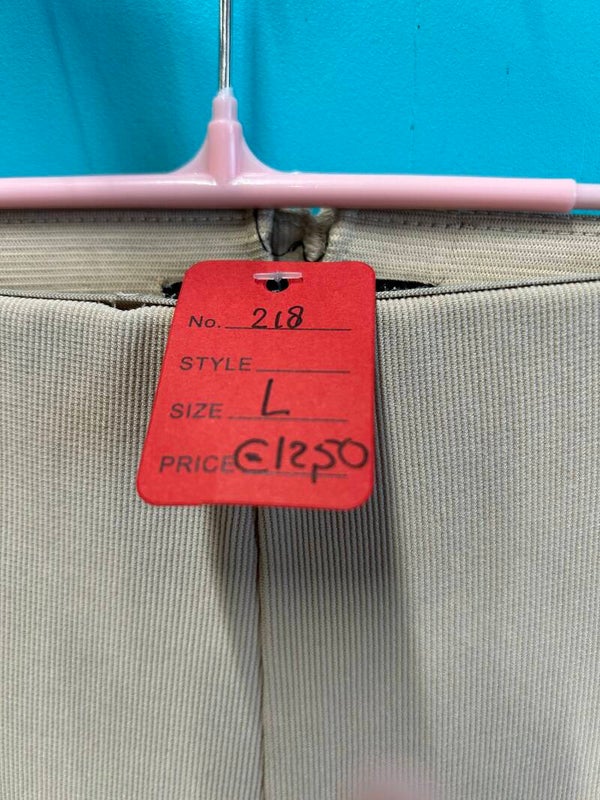 No. 218
STYLE
SIZE L
PRICE €12,50